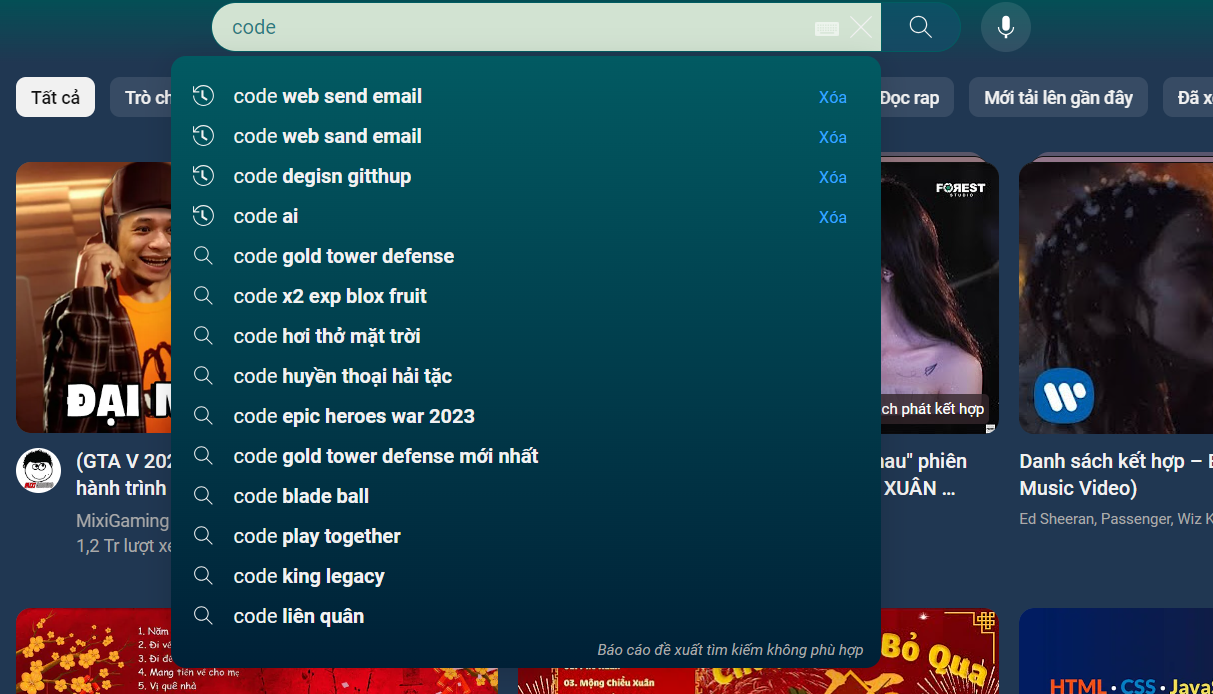 code
Tất cả
Trò ch
Đọc rap
Mới tải lên gần đây
Đã x
code web send email Xóa
code web sand email Xóa
code degisn gitthup Xóa
code ai Xóa
code gold tower defense
code x2 exp blox fruit
code hơi thở mặt trời
code huyền thoại hải tặc
code epic heroes war 2023
code gold tower defense mới nhất
code blade ball
code play together
code king legacy
code liên quân
Báo cáo đề xuất tìm kiếm không phù hợp
ĐẠI
(GTA V 202
hành trình
MixiGaming
1,2 Tr lượt xe
FOREST
STUDIO
ch phát kết hợp
au" phiên
XUÂN ...
Danh sách kết hợp –
Music Video)
Ed Sheeran, Passenger, Wiz K
1. Năm
2. Đi về
3. Đi để
4. Mang tiền về cho mẹ
5. Vị quê nhà
03. Mộng Chiều Xuân
Bỏ Qua
HTML · CSS · JavaS